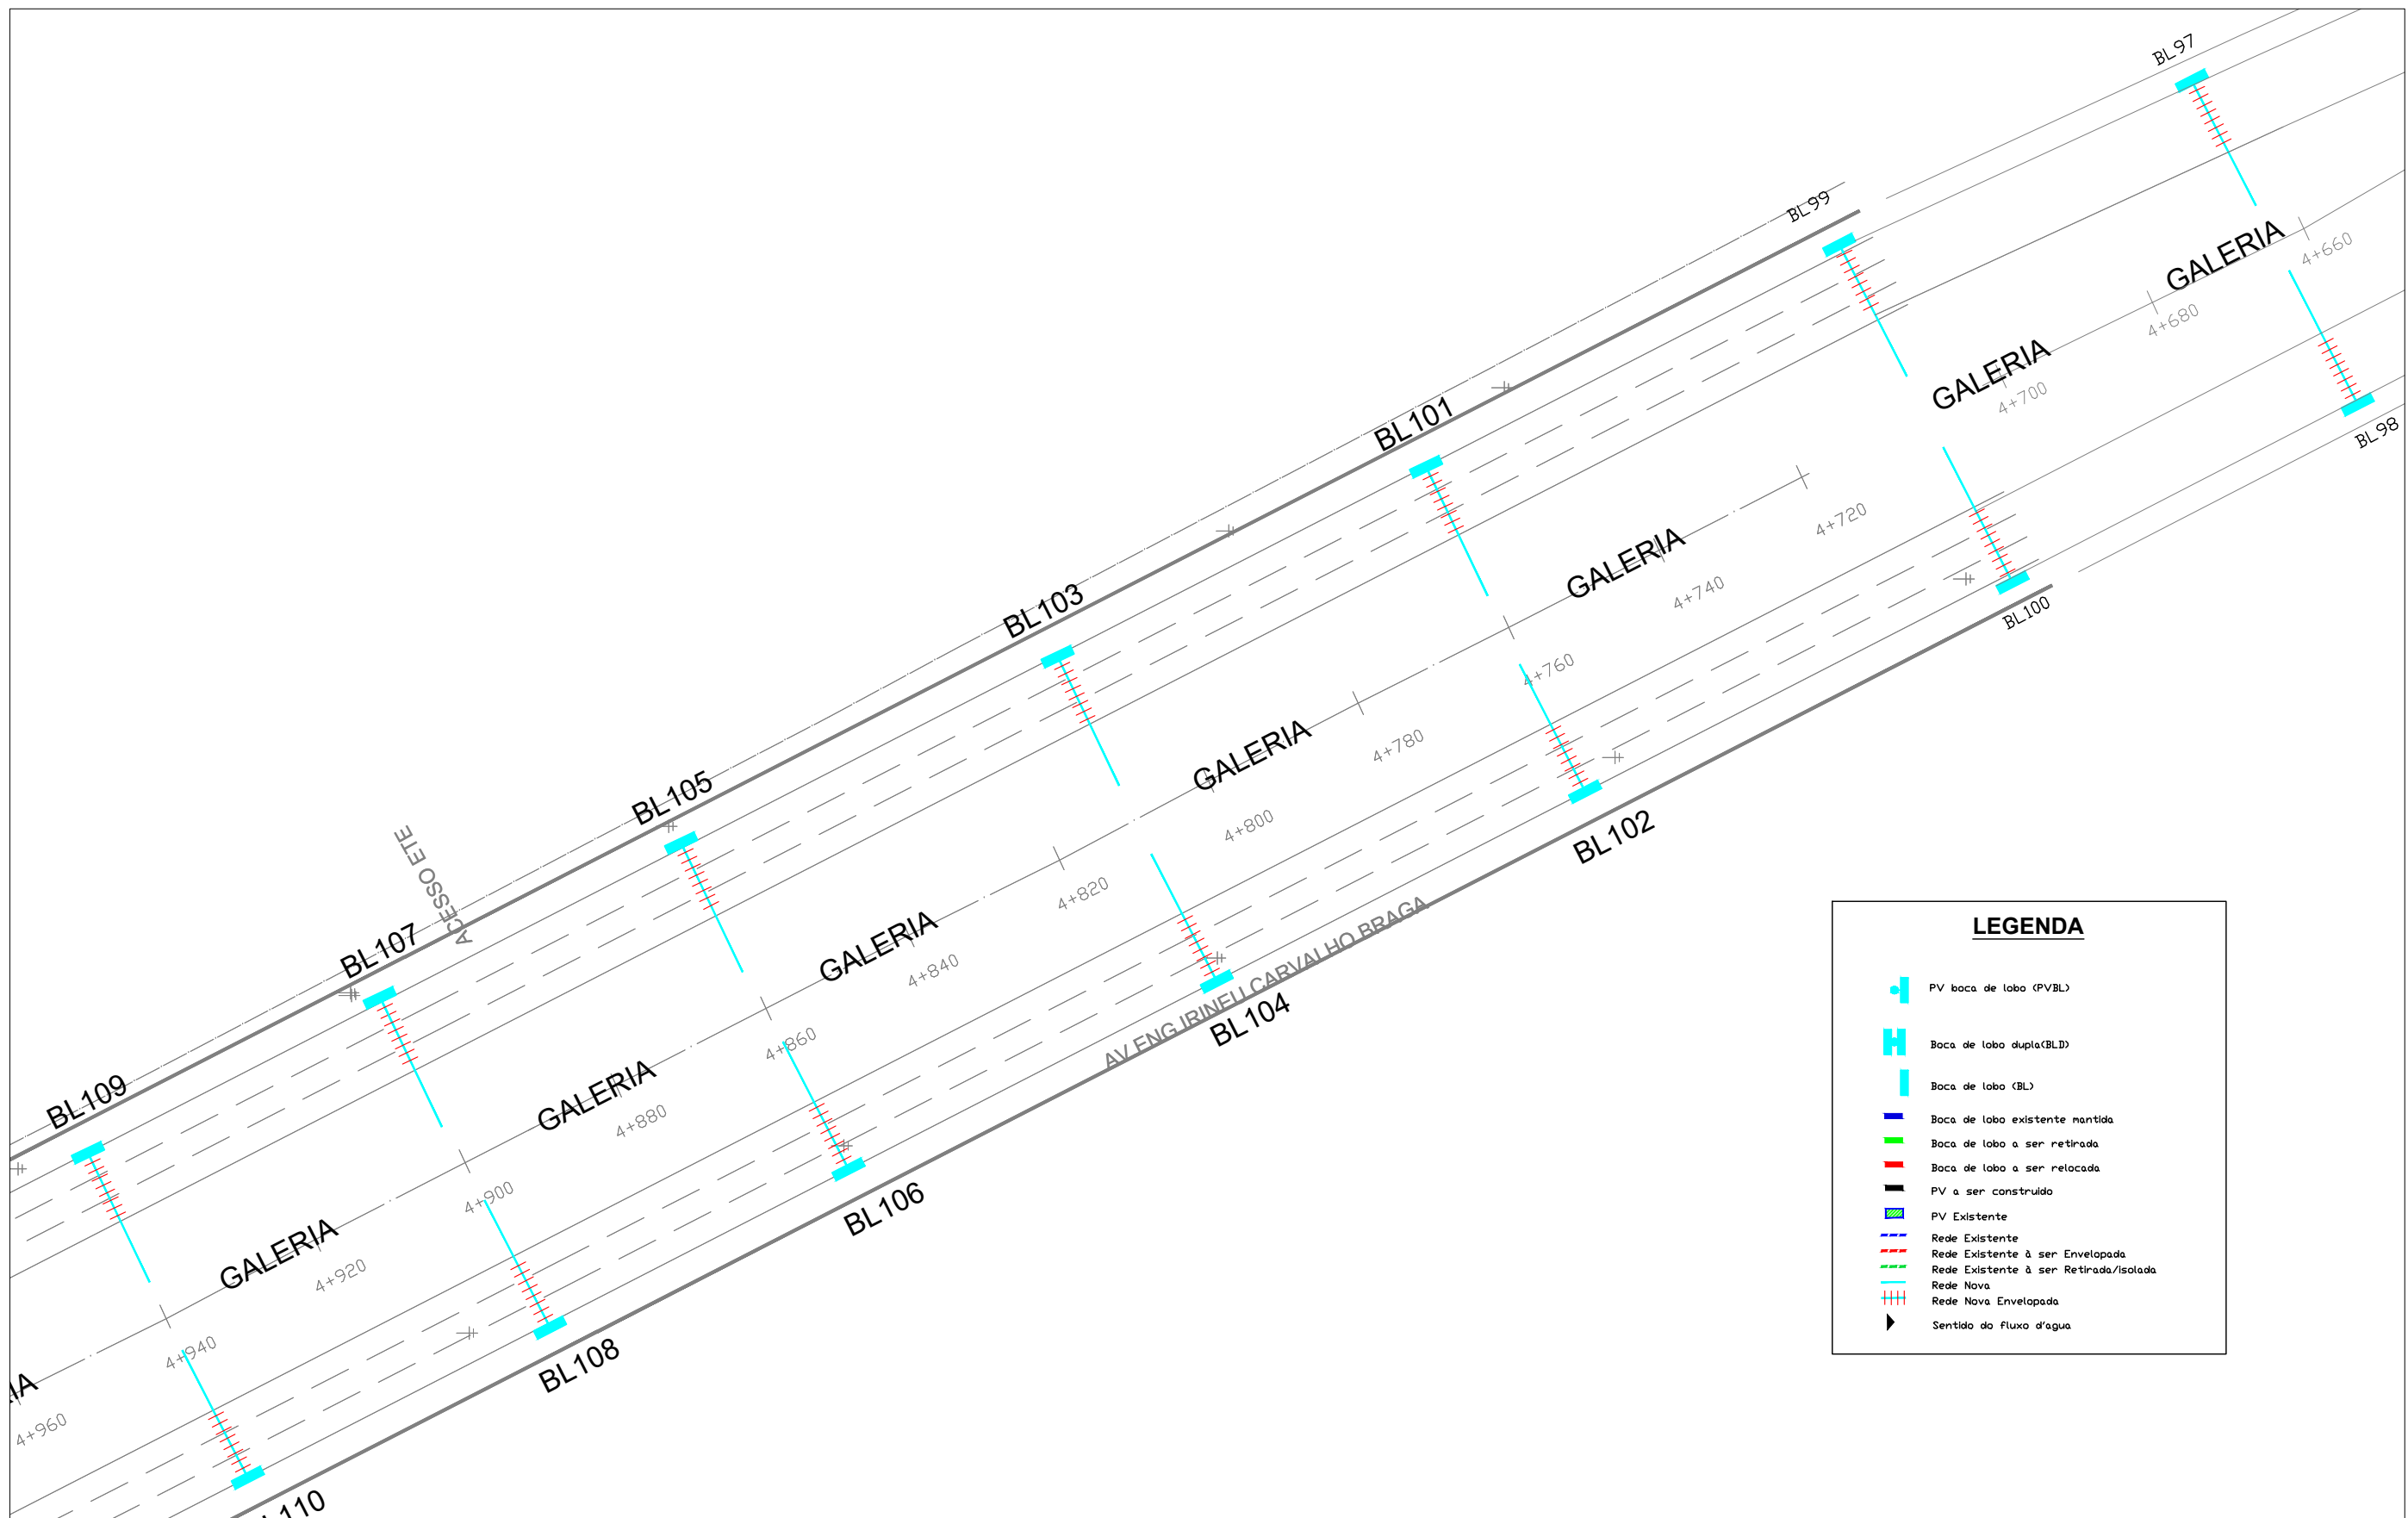 BL97
BL99
GALERIA
4+660
4+680
GALERIA
4+700
BL98
BL101
4+720
GALERIA
4+740
BL100
BL103
4+760
GALERIA
4+780
4+800
BL102
BL105
ACESSO ETE
GALERIA
4+820
4+840
AV ENG IRINEU CARVALHO BRAGA
BL104
BL107
4+860
GALERIA
4+880
BL106
BL109
4+900
GALERIA
4+920
BL108
4+940
IA
4+960
110
LEGENDA
PV boca de lobo (PVBL)
Boca de lobo dupla(BLD)
Boca de lobo (BL)
Boca de lobo existente mantida
Boca de lobo a ser retirada
Boca de lobo a ser relocada
PV a ser construido
PV Existente
Rede Existente
Rede Existente à ser Envelopada
Rede Existente à ser Retirada/isolada
Rede Nova
Rede Nova Envelopada
Sentido do fluxo d'agua